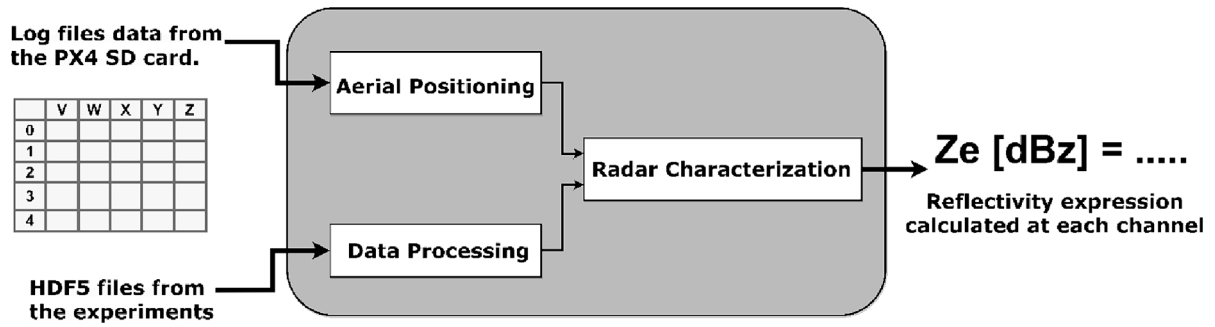 Log files data from
the PX4 SD card.
V W X Y Z
0
1
2
3
4
HDF5 files from
the experiments
Aerial Positioning
Data Processing
Radar Characterization
Ze [dBz] = .....
Reflectivity expression
calculated at each channel